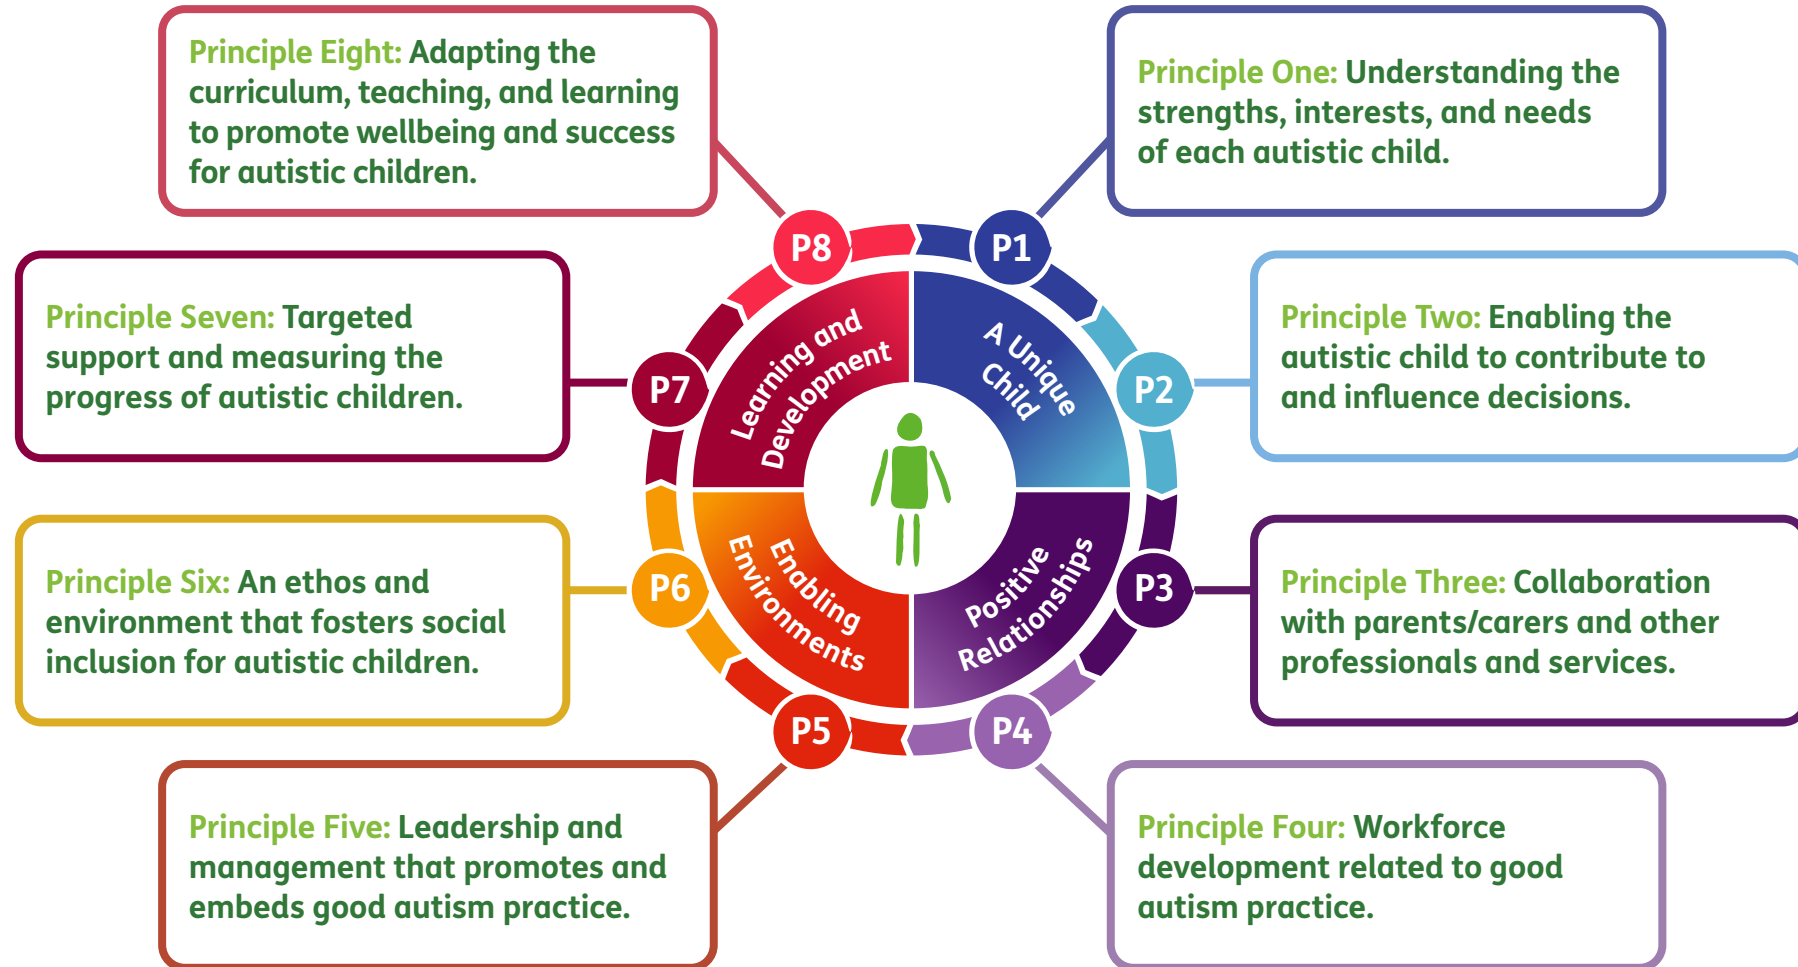 Principle One: Understanding the
strengths, interests, and needs
of each autistic child.
Principle Two: Enabling the
autistic child to contribute to
and influence decisions.
Principle Three: Collaboration
with parents/carers and other
professionals and services.
Principle Four: Workforce
development related to good
autism practice.
Principle Five: Leadership and
management that promotes and
embeds good autism practice.
Principle Six: An ethos and
environment that fosters social
inclusion for autistic children.
Principle Seven: Targeted
support and measuring the
progress of autistic children.
Principle Eight: Adapting the
curriculum, teaching, and learning
to promote wellbeing and success
for autistic children.
P1
P2
P3
P4
P5
P6
P7
P8
A Unique
Child
Positive
Relationships
Enabling
Environments
Learning and
Development